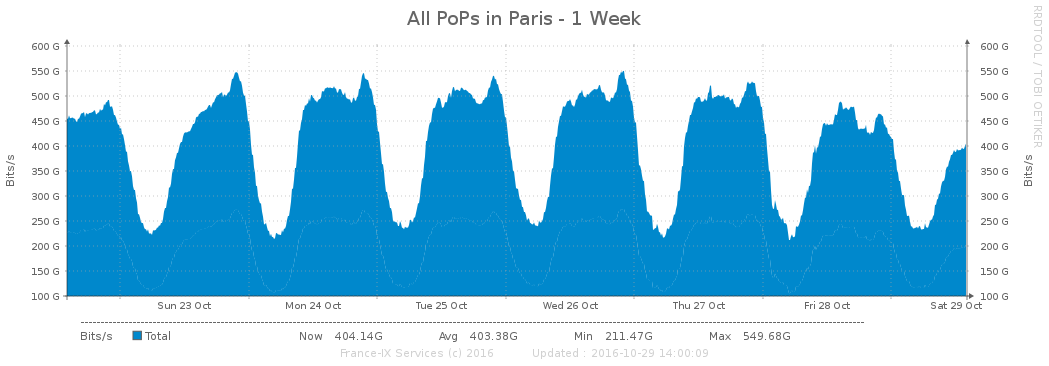 All PoPs in Paris - 1 Week
RRDTOOL / TOBI OETIKER
600 G 600 G
550 G 550 G
500 G 500 G
450 G 450 G
400 G 400 G
350 G 350 G
300 G 300 G
250 G 250 G
200 G 200 G
150 G 150 G
100 G 100 G
Bits/s
Bits/s
Sun 23 Oct Mon 24 Oct Tue 25 Oct Wed 26 Oct Thu 27 Oct Fri 28 Oct Sat 29 Oct
Bits/s Total Now 404.14G Avg 403.38G Min 211.47G Max 549.68G
France-IX Services (c) 2016 Updated : 2016-10-29 14:00:09